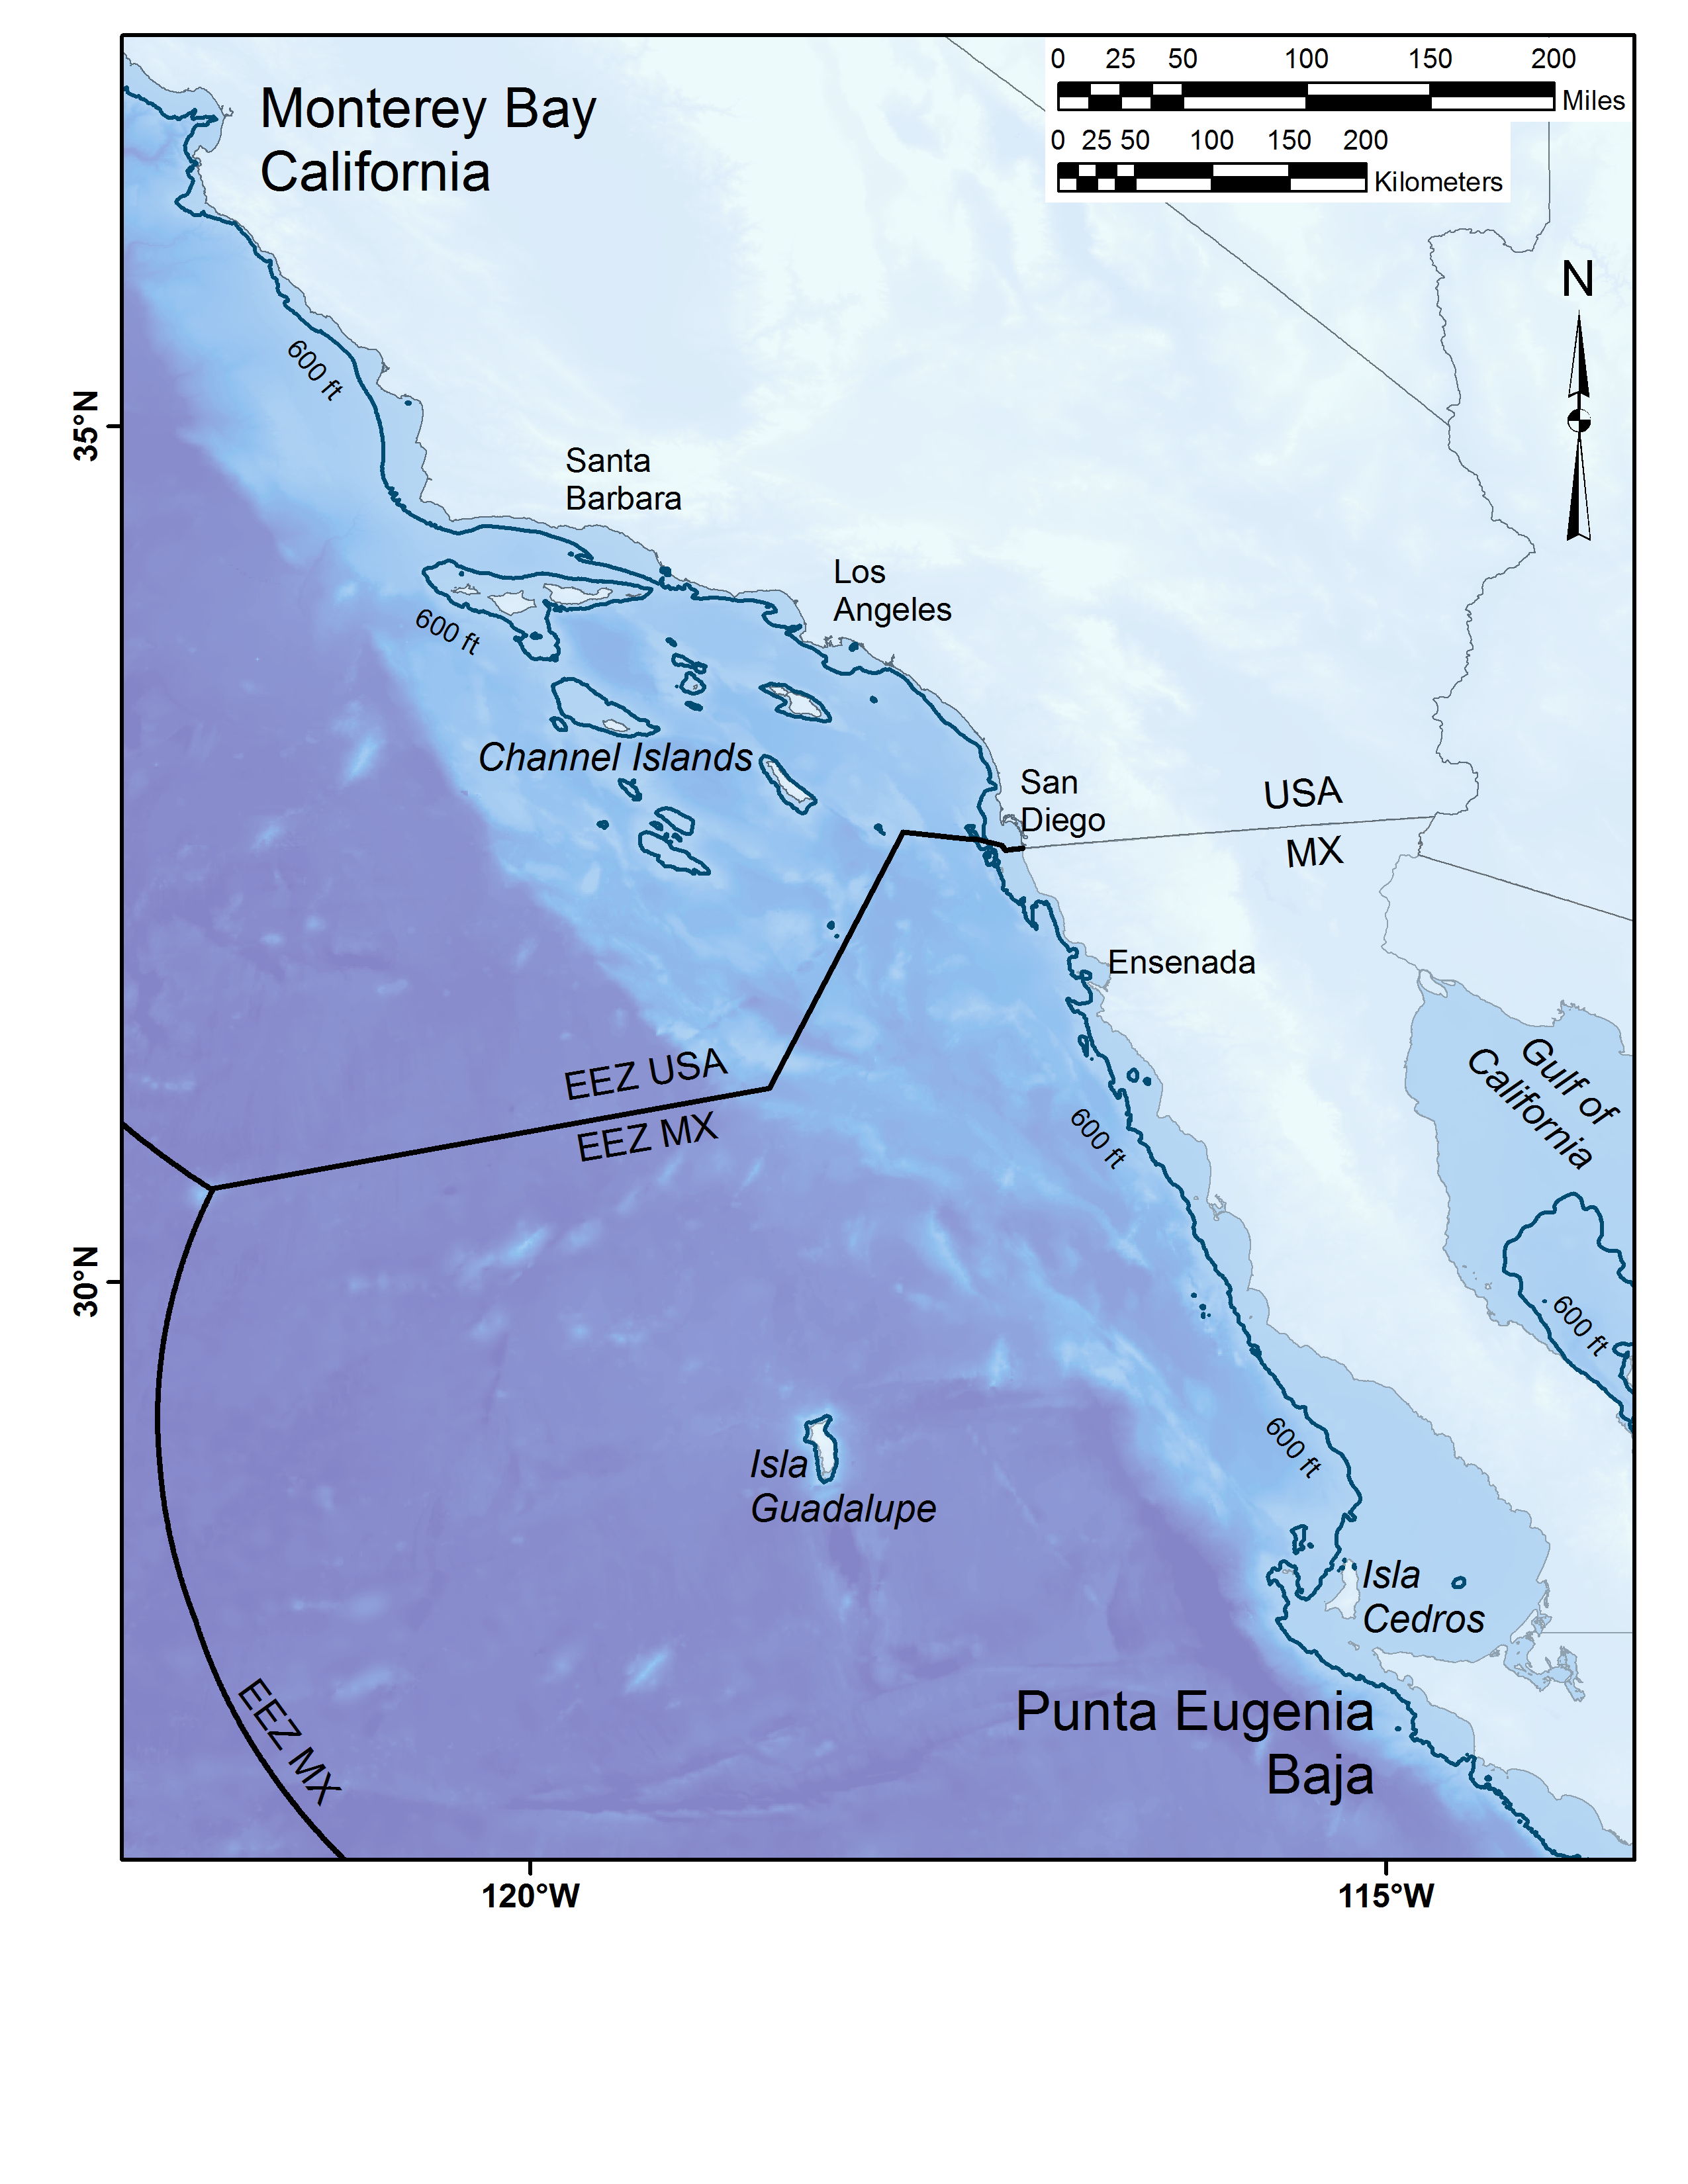 0 25 50 100 150 200
Miles
0 25 50 100 150 200
Kilometers
Monterey Bay
California
N
600 ft
35°N
Santa
Barbara
Los
Angeles
600 ft
Channel Islands
San
Diego
USA
MX
Ensenada
EEZ USA
EEZ MX
Gulf of
California
600 ft
30°N
600 ft
600 ft
Isla
Guadalupe
Isla
Cedros
EEZ MX
Punta Eugenia
Baja
120°W
115°W